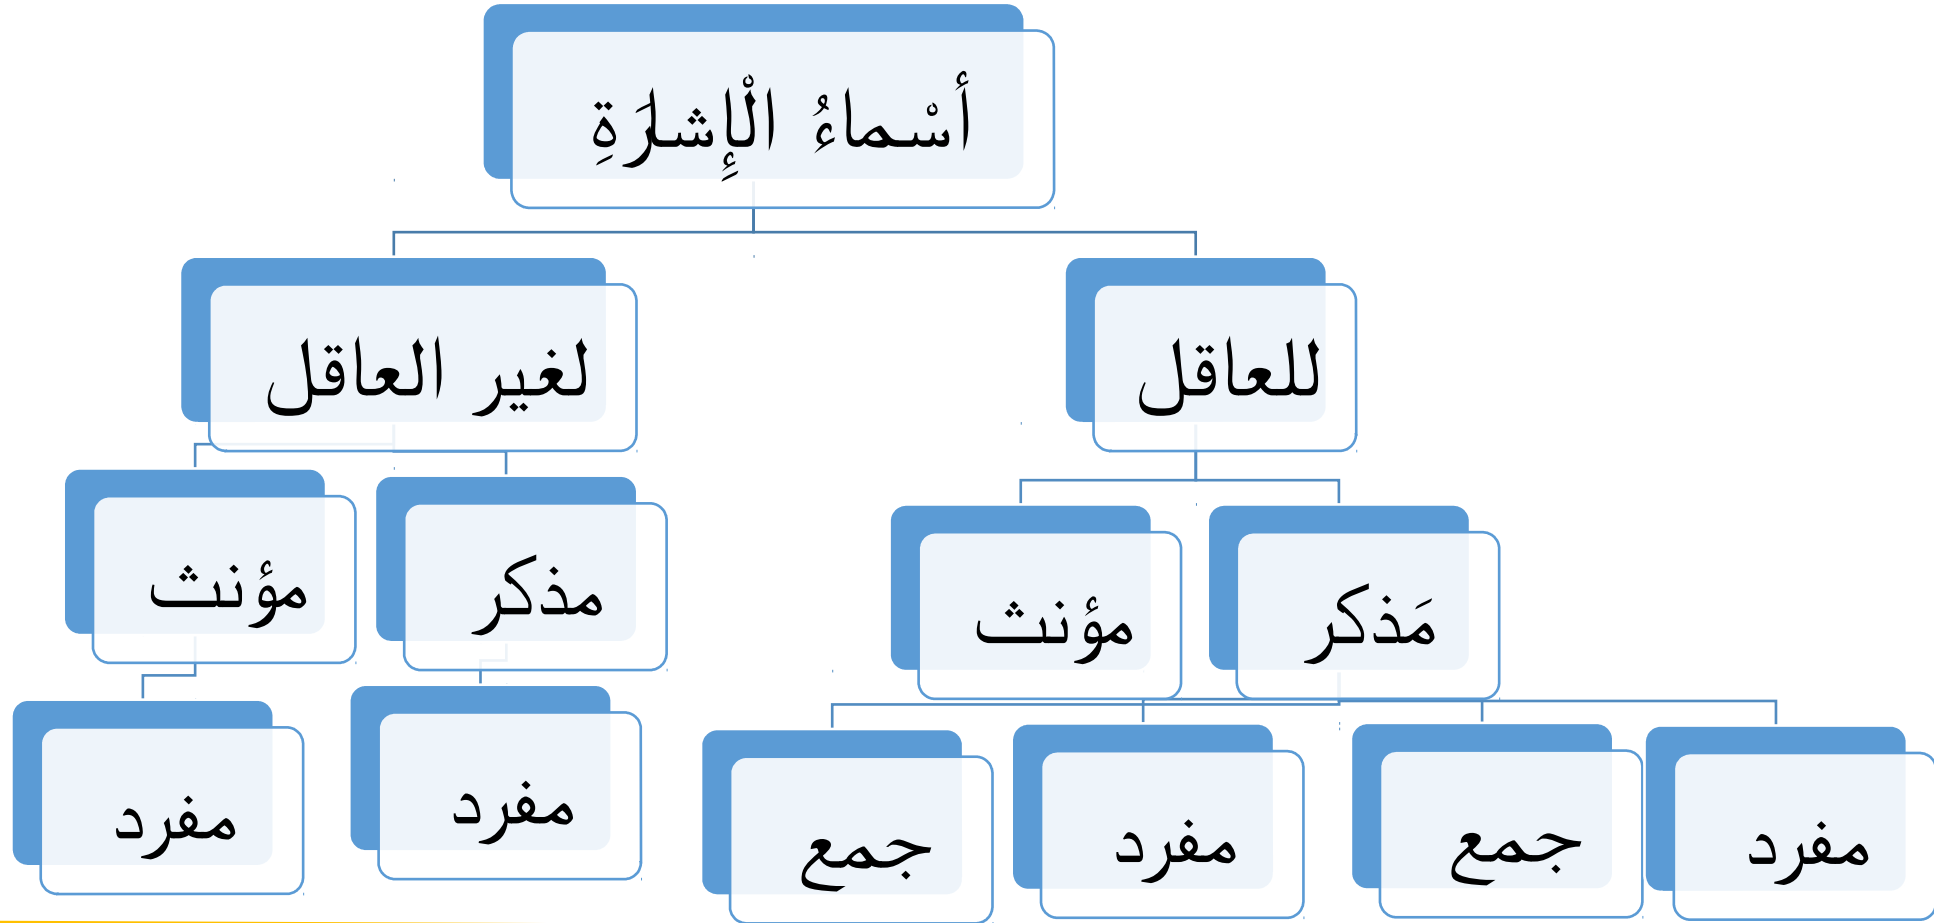 أَسْماءُ الْإِشارَةِ
للعاقل
لغير العاقل
مَذكر
مؤنث
مذكر
مؤنث
مفرد
جمع
مفرد
جمع
مفرد
مفرد